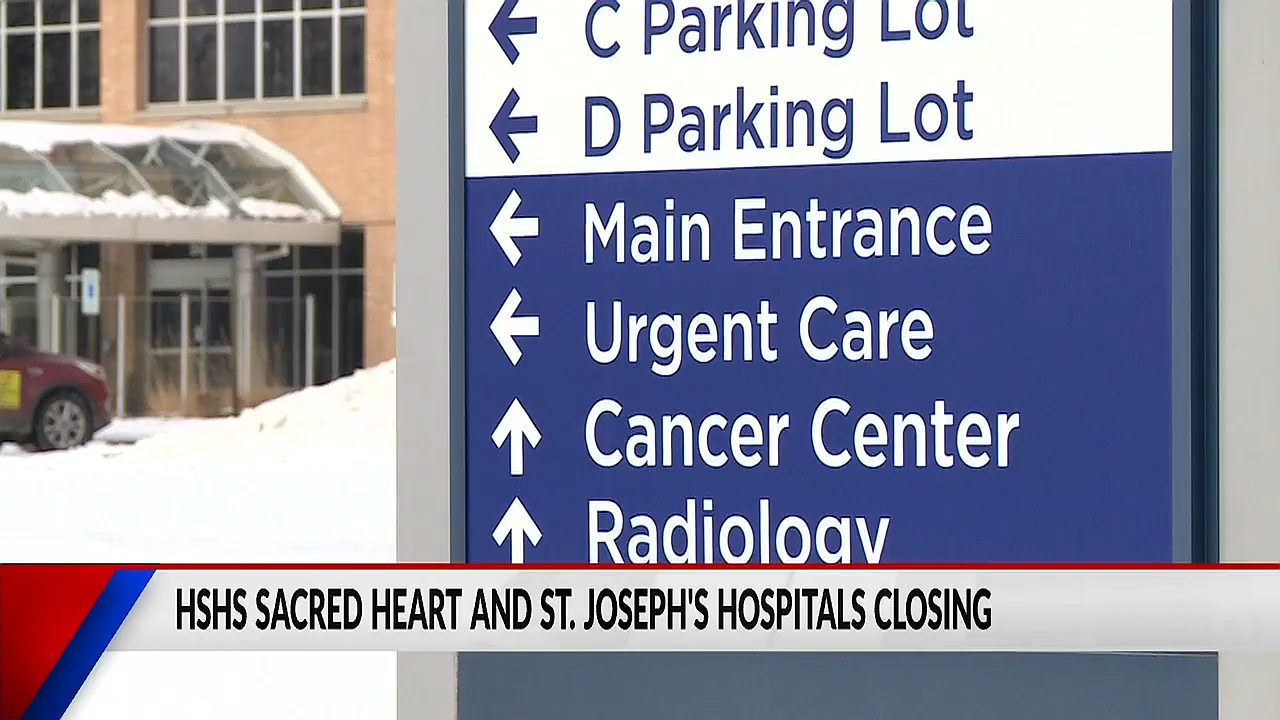 C Parking Lot
D Parking Lot
Main Entrance
Urgent Care
Cancer Center
Radiology
HSHS SACRED HEART AND ST. JOSEPH'S HOSPITALS CLOSING